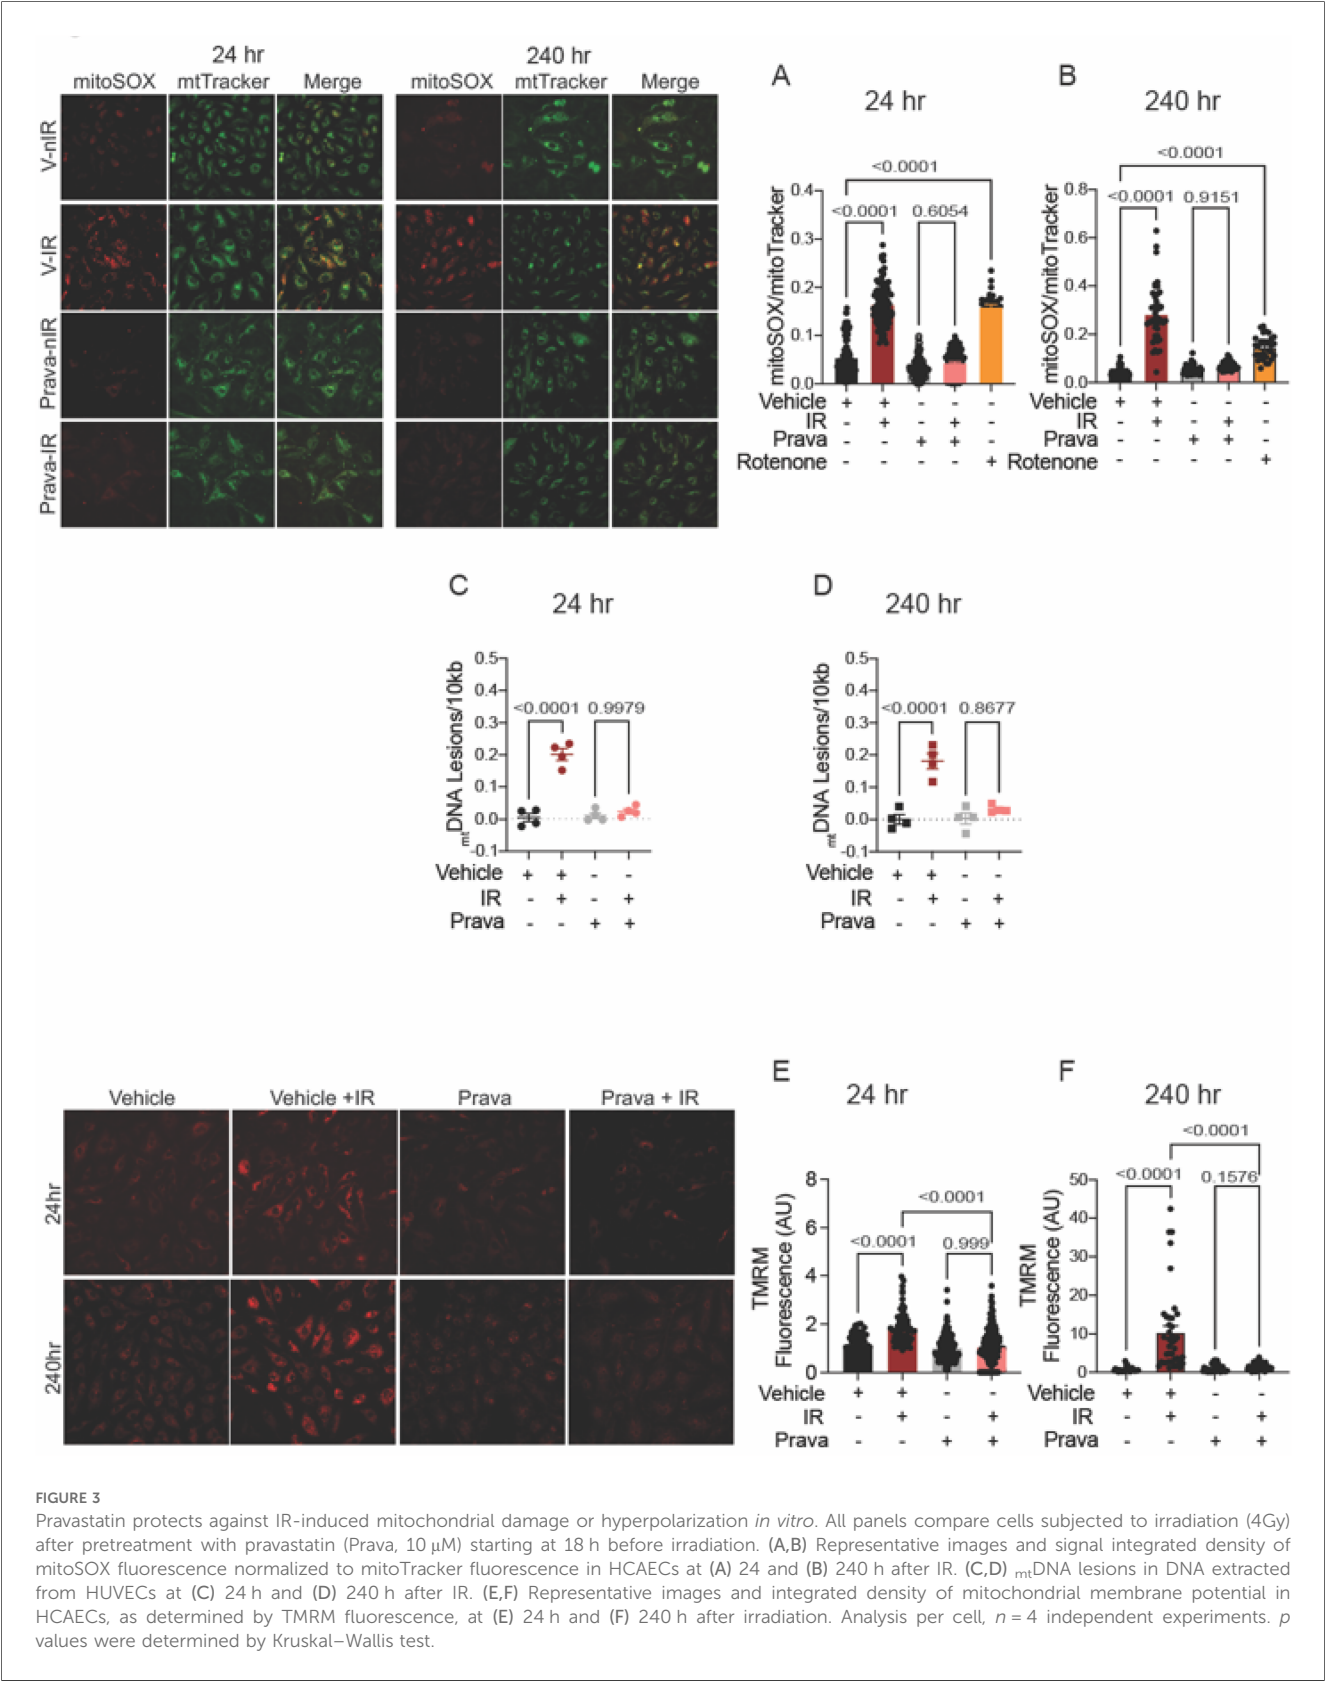 24 hr
240 hr
mitoSOX mtTracker Merge
mitoSOX mtTracker Merge
V-nIR
V-IR
Prava-nIR
Prava-IR
A
24 hr
mitoSOX/mitoTracker
0.4
0.3
0.2
0.1
0.0
<0.0001
<0.0001 0.6054
Vehicle + + - - -
IR - + - + -
Prava - - + + -
Rotenone - - - - +
B
240 hr
mitoSOX/mitoTracker
0.8
0.6
0.4
0.2
0.0
<0.0001
<0.0001 0.9151
Vehicle + + - - -
IR - + - + -
Prava - - + + -
Rotenone - - - - +
C
24 hr
mtDNA Lesions/10kb
0.5
0.4
0.3
0.2
0.1
0.0
-0.1
<0.0001 0.9979
Vehicle + + - -
IR - + - +
Prava - - + +
D
240 hr
mtDNA Lesions/10kb
0.5
0.4
0.3
0.2
0.1
0.0
-0.1
<0.0001 0.8677
Vehicle + + - -
IR - + - +
Prava - - + +
Vehicle Vehicle +IR Prava Prava + IR
24hr
240hr
E
24 hr
TMRM
Fluorescence (AU)
8
6
4
2
0
<0.0001
<0.0001 0.999
Vehicle + + - -
IR - + - +
Prava - - + +
F
240 hr
TMRM
Fluorescence (AU)
50
40
30
20
10
0
<0.0001
<0.0001 0.1576
Vehicle + + - -
IR - + - +
Prava - - + +
FIGURE 3
Pravastatin protects against IR-induced mitochondrial damage or hyperpolarization in vitro. All panels compare cells subjected to irradiation (4Gy)
after pretreatment with pravastatin (Prava, 10 μM) starting at 18 h before irradiation. (A,B) Representative images and signal integrated density of
mitoSOX fluorescence normalized to mitoTracker fluorescence in HCAECs at (A) 24 and (B) 240 h after IR. (C,D) mtDNA lesions in DNA extracted
from HUVECs at (C) 24 h and (D) 240 h after IR. (E,F) Representative images and integrated density of mitochondrial membrane potential in
HCAECs, as determined by TMRM fluorescence, at (E) 24 h and (F) 240 h after irradiation. Analysis per cell, n = 4 independent experiments. p
values were determined by Kruskal–Wallis test.